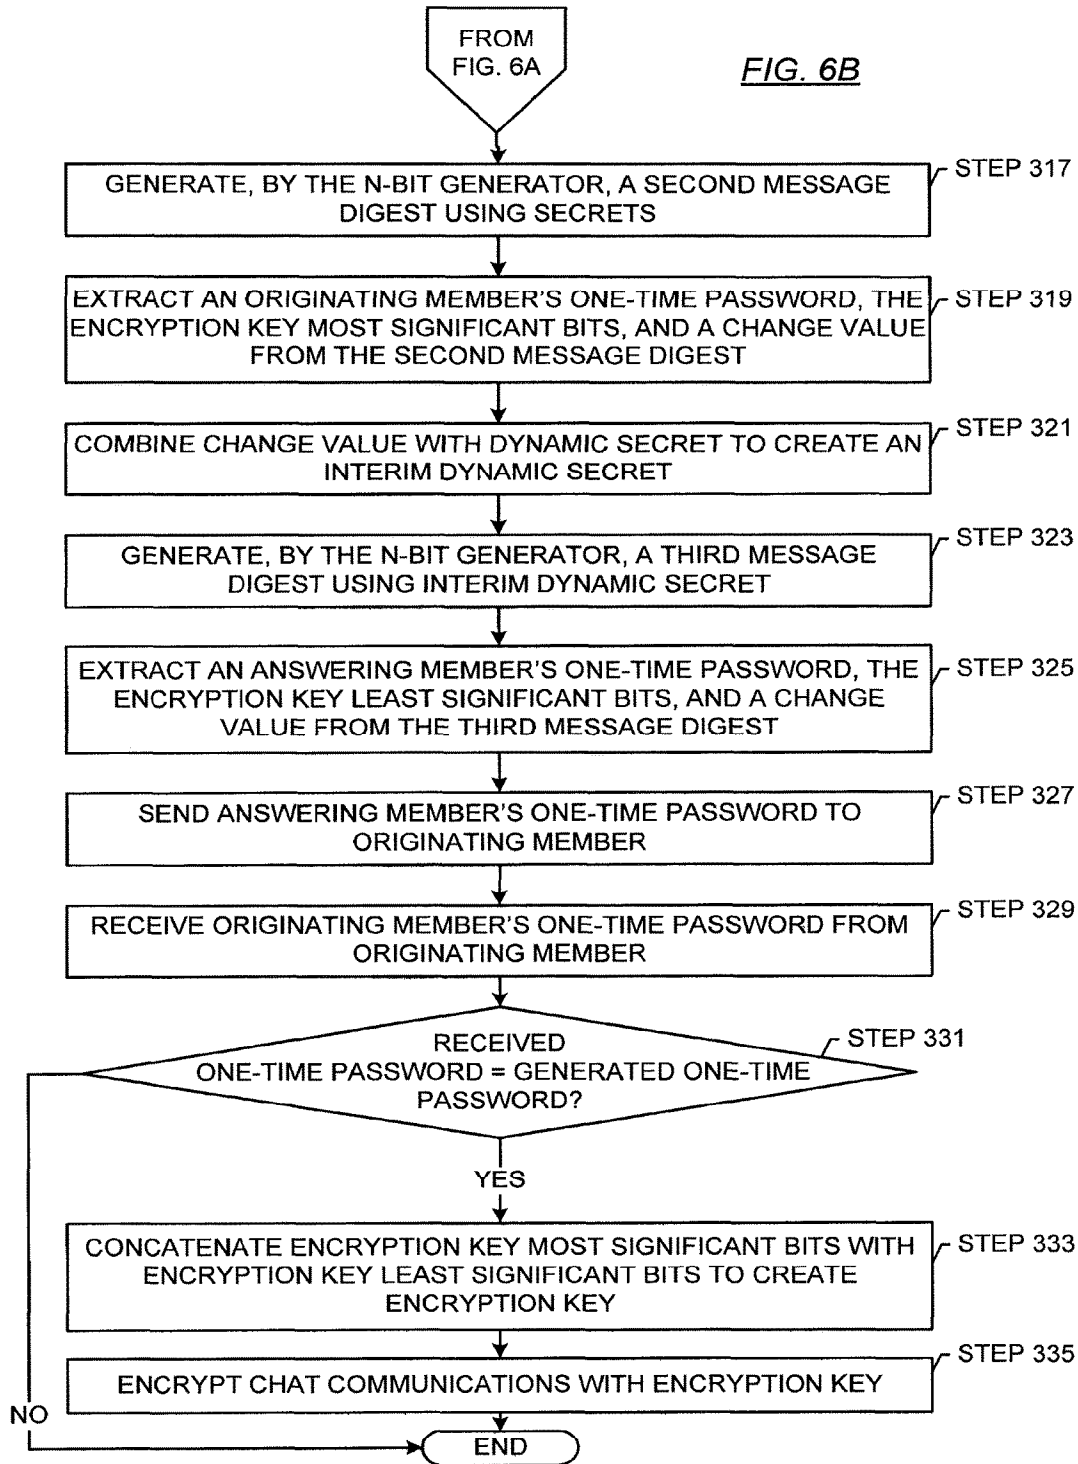 FROM
FIG. 6A
FIG. 6B
GENERATE, BY THE N-BIT GENERATOR, A SECOND MESSAGE
DIGEST USING SECRETS
STEP 317
EXTRACT AN ORIGINATING MEMBER'S ONE-TIME PASSWORD, THE
ENCRYPTION KEY MOST SIGNIFICANT BITS, AND A CHANGE VALUE
FROM THE SECOND MESSAGE DIGEST
STEP 319
COMBINE CHANGE VALUE WITH DYNAMIC SECRET TO CREATE AN
INTERIM DYNAMIC SECRET
STEP 321
GENERATE, BY THE N-BIT GENERATOR, A THIRD MESSAGE
DIGEST USING INTERIM DYNAMIC SECRET
STEP 323
EXTRACT AN ANSWERING MEMBER'S ONE-TIME PASSWORD, THE
ENCRYPTION KEY LEAST SIGNIFICANT BITS, AND A CHANGE
VALUE FROM THE THIRD MESSAGE DIGEST
STEP 325
SEND ANSWERING MEMBER'S ONE-TIME PASSWORD TO
ORIGINATING MEMBER
STEP 327
RECEIVE ORIGINATING MEMBER'S ONE-TIME PASSWORD FROM
ORIGINATING MEMBER
STEP 329
RECEIVED
ONE-TIME PASSWORD = GENERATED ONE-TIME
PASSWORD?
STEP 331
YES
CONCATENATE ENCRYPTION KEY MOST SIGNIFICANT BITS WITH
ENCRYPTION KEY LEAST SIGNIFICANT BITS TO CREATE
ENCRYPTION KEY
STEP 333
ENCRYPT CHAT COMMUNICATIONS WITH ENCRYPTION KEY
STEP 335
NO
END